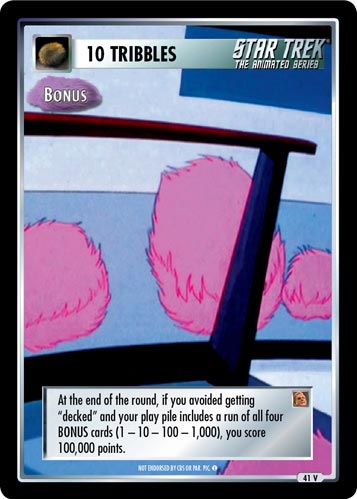 10 TRIBBLES
STAR TREK
THE ANIMATED SERIES
BONUS
At the end of the round, if you avoided getting
"decked" and your play pile includes a run of all four
BONUS cards (1 – 10 – 100 – 1,000), you score
100,000 points.
NOT ENDORSED BY CBS OR PAR. PIC.
41 V